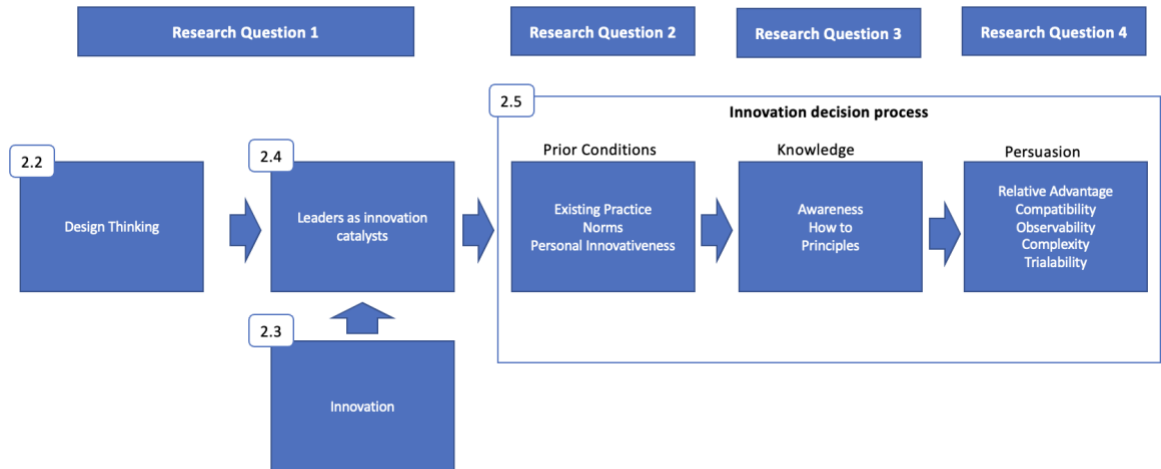 Research Question 1
Research Question 2
Research Question 3
Research Question 4
2.5
Innovation decision process
2.2
Design Thinking
2.4
Leaders as innovation
catalysts
Prior Conditions
Existing Practice
Norms
Personal Innovativeness
Knowledge
Awareness
How to
Principles
Persuasion
Relative Advantage
Compatibility
Observability
Complexity
Trialability
2.3
Innovation